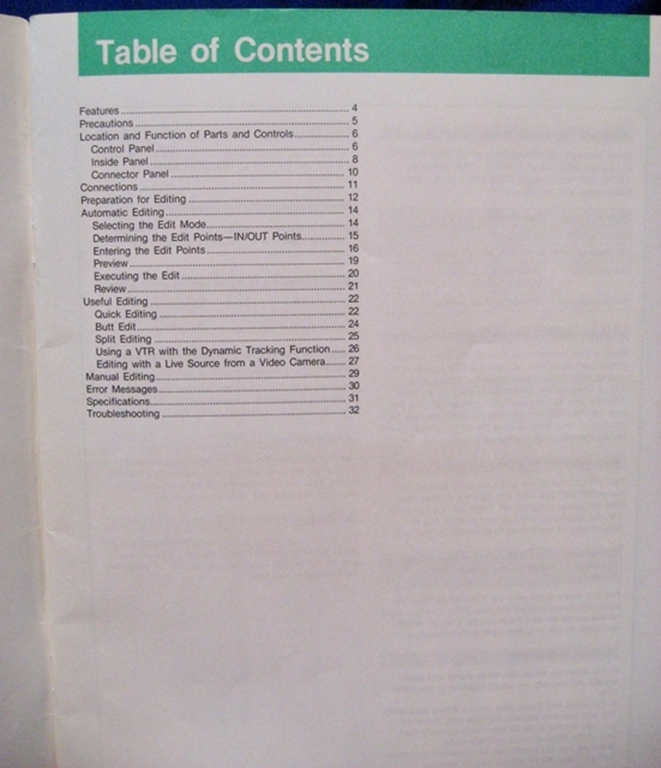 Table of Contents
Features 4
Precautions 5
Location and Function of Parts and Controls 6
Control Panel 6
Inside Panel 8
Connector Panel 10
Connections 11
Preparation for Editing 12
Automatic Editing 14
Selecting the Edit Mode 14
Determining the Edit Points—IN/OUT Points 15
Entering the Edit Points 16
Preview 19
Executing the Edit 20
Review 21
Useful Editing 22
Quick Editing 22
Butt Edit 24
Split Editing 25
Using a VTR with the Dynamic Tracking Function 26
Editing with a Live Source from a Video Camera 27
Manual Editing 29
Error Messages 30
Specifications 31
Troubleshooting 32